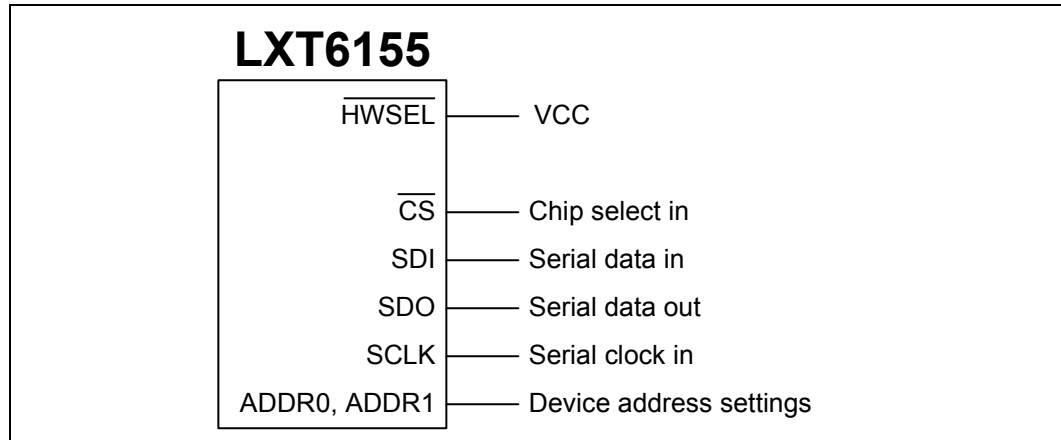 LXT6155
HWSEL VCC
CS Chip select in
SDI Serial data in
SDO Serial data out
SCLK Serial clock in
ADDR0, ADDR1 Device address settings